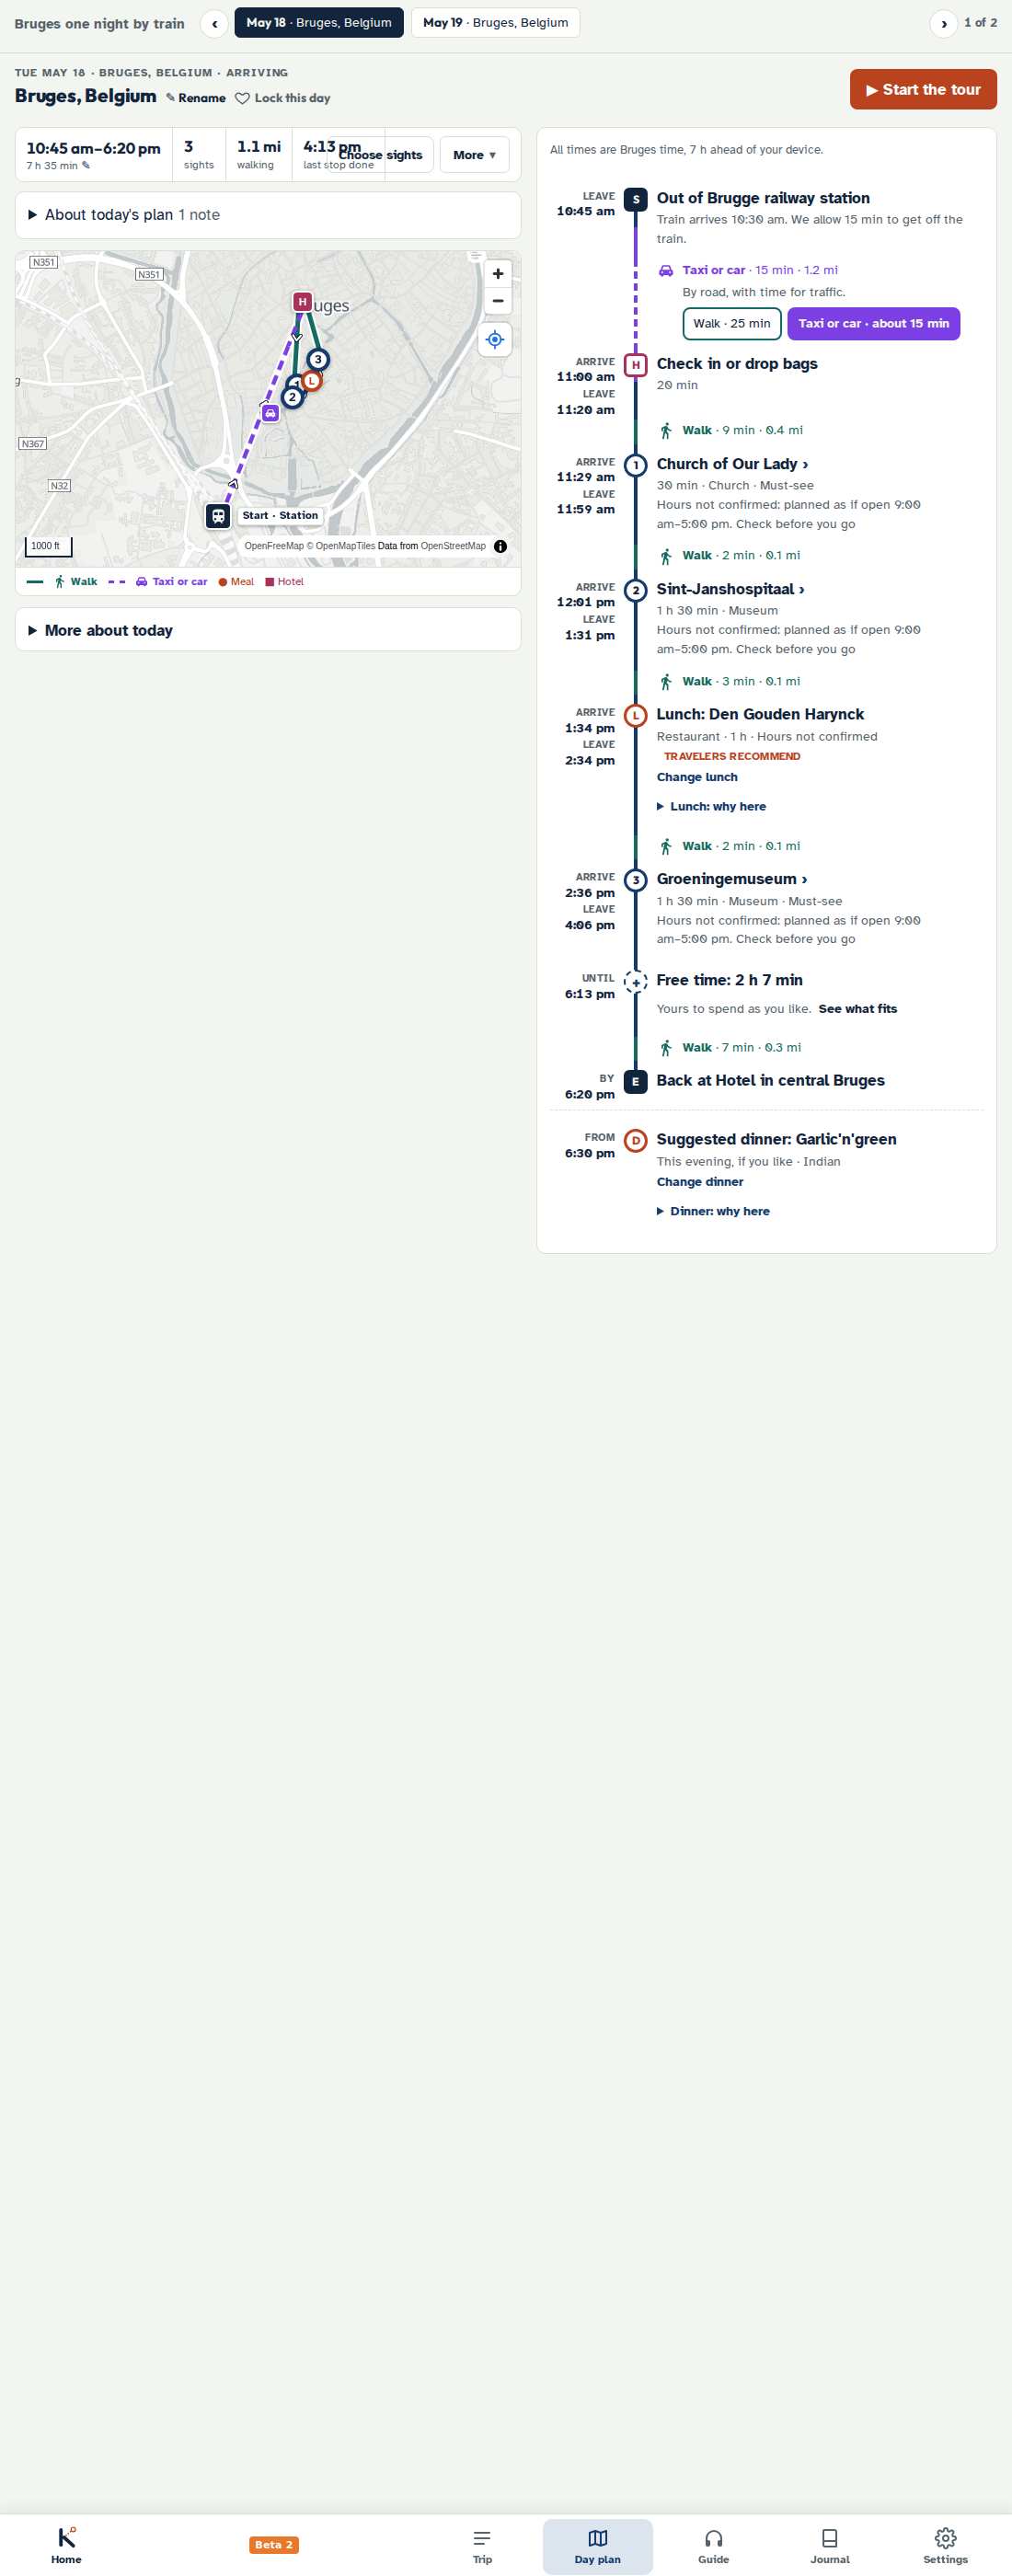 Bruges one night by train
‹
May 18 · Bruges, Belgium
May 19 · Bruges, Belgium
›
1 of 2
TUE MAY 18 · BRUGES, BELGIUM · ARRIVING
Bruges, Belgium
✎ Rename
Lock this day
▶ Start the tour
10:45 am–6:20 pm
7 h 35 min ✎
3
sights
1.1 mi
walking
4:13 pm
last stop done
Choose sights
More ▾
▶ About today's plan 1 note
N351
N351
H
uges
+
−
3
1
L
2
g
N367
N32
Start · Station
1000 ft
OpenFreeMap © OpenMapTiles Data from OpenStreetMap
Walk
Taxi or car
Meal
Hotel
▶ More about today
All times are Bruges time, 7 h ahead of your device.
LEAVE
10:45 am
S
Out of Brugge railway station
Train arrives 10:30 am. We allow 15 min to get off the
train.
Taxi or car · 15 min · 1.2 mi
By road, with time for traffic.
Walk · 25 min
Taxi or car · about 15 min
ARRIVE
11:00 am
LEAVE
11:20 am
H
Check in or drop bags
20 min
Walk · 9 min · 0.4 mi
ARRIVE
11:29 am
LEAVE
11:59 am
1
Church of Our Lady ›
30 min · Church · Must-see
Hours not confirmed: planned as if open 9:00
am–5:00 pm. Check before you go
Walk · 2 min · 0.1 mi
ARRIVE
12:01 pm
LEAVE
1:31 pm
2
Sint-Janshospitaal ›
1 h 30 min · Museum
Hours not confirmed: planned as if open 9:00
am–5:00 pm. Check before you go
Walk · 3 min · 0.1 mi
ARRIVE
1:34 pm
LEAVE
2:34 pm
L
Lunch: Den Gouden Harynck
Restaurant · 1 h · Hours not confirmed
TRAVELERS RECOMMEND
Change lunch
▶ Lunch: why here
Walk · 2 min · 0.1 mi
ARRIVE
2:36 pm
LEAVE
4:06 pm
3
Groeningemuseum ›
1 h 30 min · Museum · Must-see
Hours not confirmed: planned as if open 9:00
am–5:00 pm. Check before you go
UNTIL
6:13 pm
+
Free time: 2 h 7 min
Yours to spend as you like. See what fits
Walk · 7 min · 0.3 mi
BY
6:20 pm
E
Back at Hotel in central Bruges
FROM
6:30 pm
D
Suggested dinner: Garlic'n'green
This evening, if you like · Indian
Change dinner
▶ Dinner: why here
Home
Beta 2
Trip
Day plan
Guide
Journal
Settings